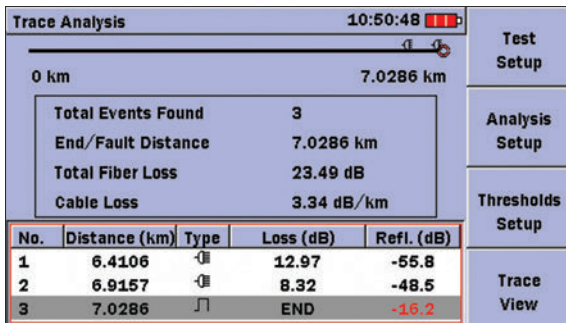 Trace Analysis 10:50:48
0 km 7.0286 km
Total Events Found 3
End/Fault Distance 7.0286 km
Total Fiber Loss 23.49 dB
Cable Loss 3.34 dB/km
No. Distance (km) Type Loss (dB) Refl. (dB)
1 6.4106 12.97 -55.8
2 6.9157 8.32 -48.5
3 7.0286 END -16.2
Test
Setup
Analysis
Setup
Thresholds
Setup
Trace
View